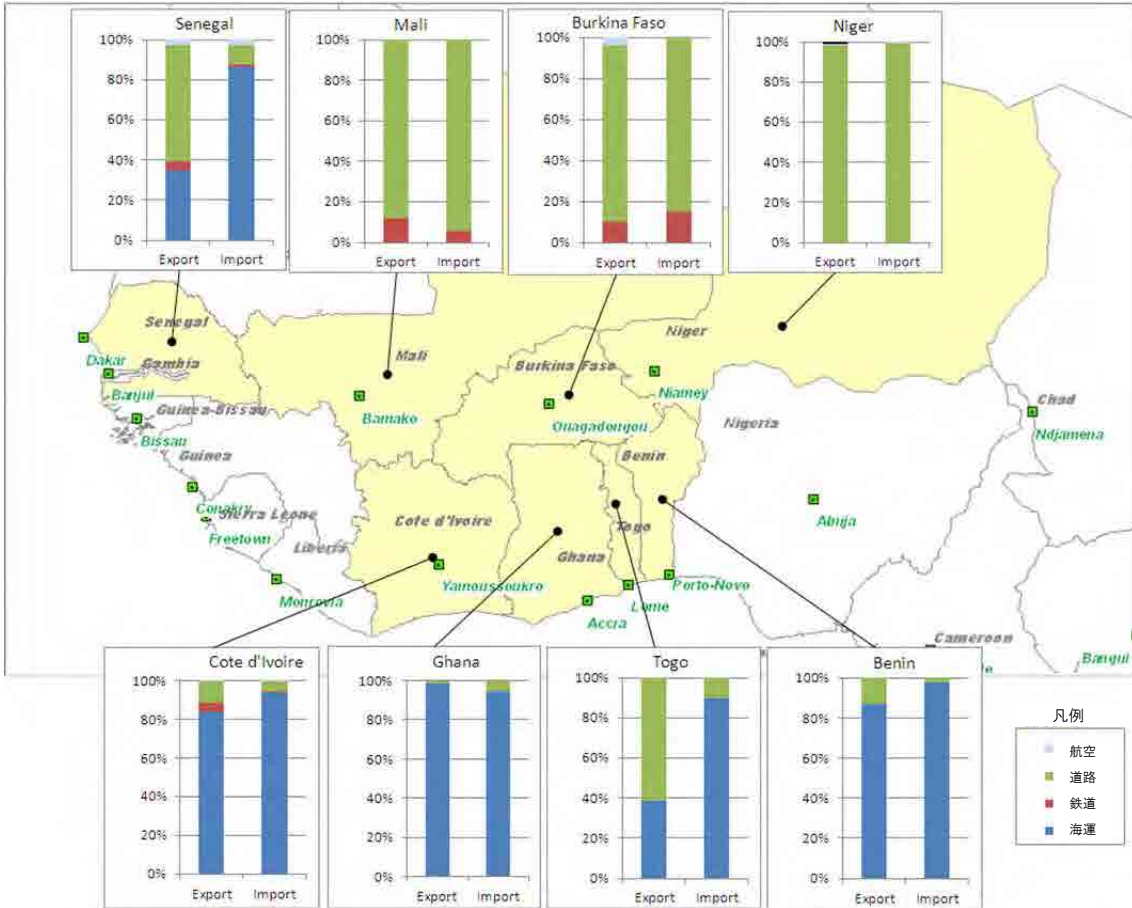 Senegal
100%
80%
60%
40%
20%
0%
Export Import
Mali
100%
80%
60%
40%
20%
0%
Export Import
Burkina Faso
100%
80%
60%
40%
20%
0%
Export Import
Niger
100%
80%
60%
40%
20%
0%
Export Import
Senegal
Dakar
Gambia
Banjul
Guinea-Bissau
Bissau
Guinea
Conakry
Sierra Leone
Freetown
Liberia
Monrovia
Mali
Bamako
Burkina Faso
Ouagadougou
Niger
Niamey
Nigeria
Benin
Chad
Ndjamena
Abuja
Cote d'Ivoire
Yamoussoukro
Ghana
Togo
Porto-Novo
Lome
Accra
Cameroon
Bangui
Cote d'Ivoire
100%
80%
60%
40%
20%
0%
Export Import
Ghana
100%
80%
60%
40%
20%
0%
Export Import
Togo
100%
80%
60%
40%
20%
0%
Export Import
Benin
100%
80%
60%
40%
20%
0%
Export Import
凡例
航空
道路
鉄道
海運